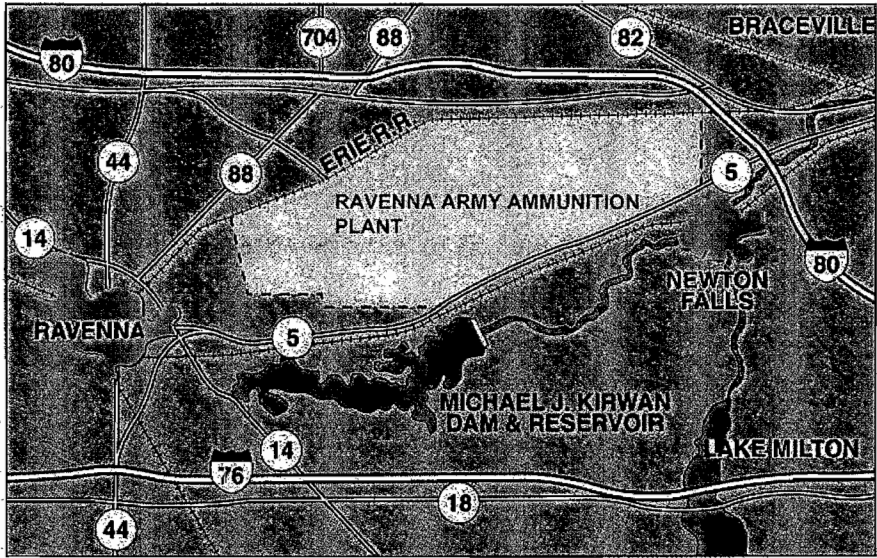 704
88
82
BRACEVILLE
80
44
88
ERIE R·R
5
RAVENNA ARMY AMMUNITION
PLANT
14
80
NEWTON
FALLS
RAVENNA
5
MICHAEL J. KIRWAN
DAM & RESERVOIR
14
LAKE MILTON
76
18
44